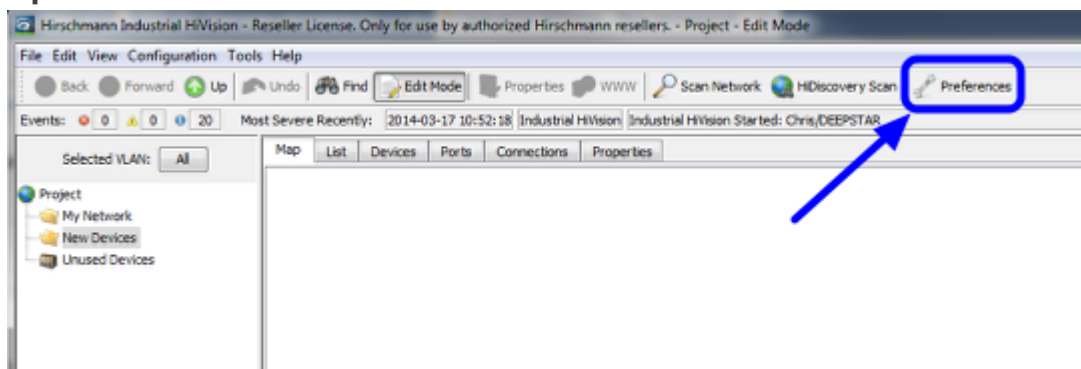 Hirschmann Industrial HiVision - Reseller License. Only for use by authorized Hirschmann resellers. - Project - Edit Mode
File Edit View Configuration Tools Help
Back Forward Up Undo Find Edit Mode Properties WWW Scan Network HiDiscovery Scan Preferences
Events: 0 0 20 Most Severe Recently: 2014-03-17 10:52:18 Industrial HiVision Industrial HiVision Started: Chris/DEEPSTAR
Selected VLAN: All
Map List Devices Ports Connections Properties
Project
My Network
New Devices
Unused Devices